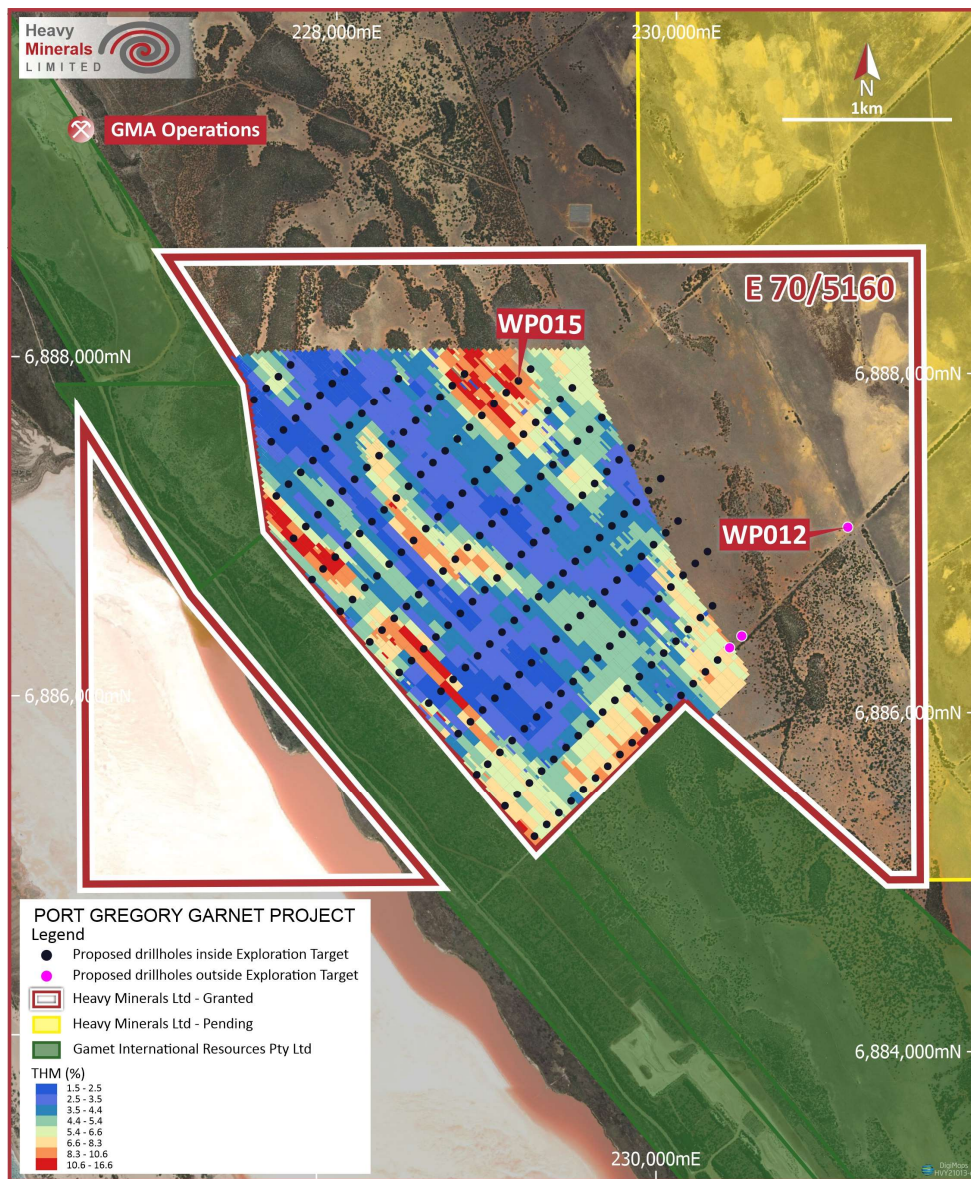 Heavy
Minerals
LIMITED
228,000mE
230,000mE
N
1km
GMA Operations
E 70/5160
WP015
6,888,000mN
6,888,000mN
WP012
6,886,000mN
6,886,000mN
PORT GREGORY GARNET PROJECT
Legend
Proposed drillholes inside Exploration Target
Proposed drillholes outside Exploration Target
Heavy Minerals Ltd - Granted
Heavy Minerals Ltd - Pending
Gamet International Resources Pty Ltd
6,884,000mN
THM (%)
1.5 - 2.5
2.5 - 3.5
3.5 - 4.4
4.4 - 5.4
5.4 - 6.6
6.6 - 8.3
8.3 - 10.6
10.6 - 16.6
230,000mE
DigiMaps